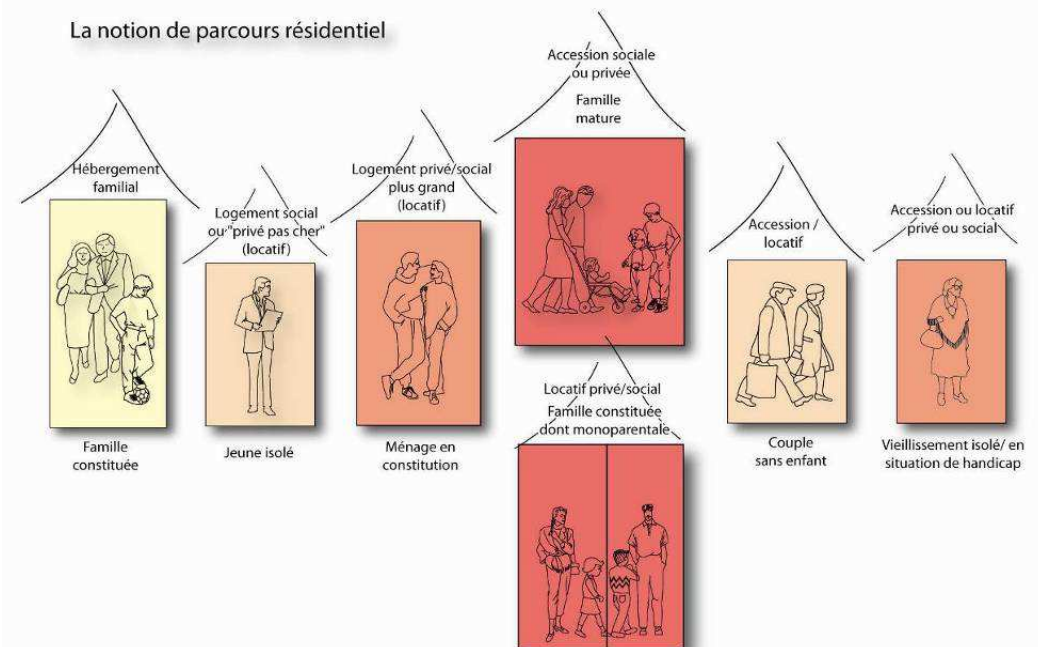 La notion de parcours résidentiel
Hébergement
familial
Famille
constituée
Logement social
ou "privé pas cher"
(locatif)
Jeune isolé
Logement privé/social
plus grand
(locatif)
Ménage en
constitution
Accession sociale
ou privée
Famille
mature
Locatif privé/social
Famille constituée
dont monoparentale
Accession /
locatif
Couple
sans enfant
Accession ou locatif
privé ou social
Vieillissement isolé/ en
situation de handicap